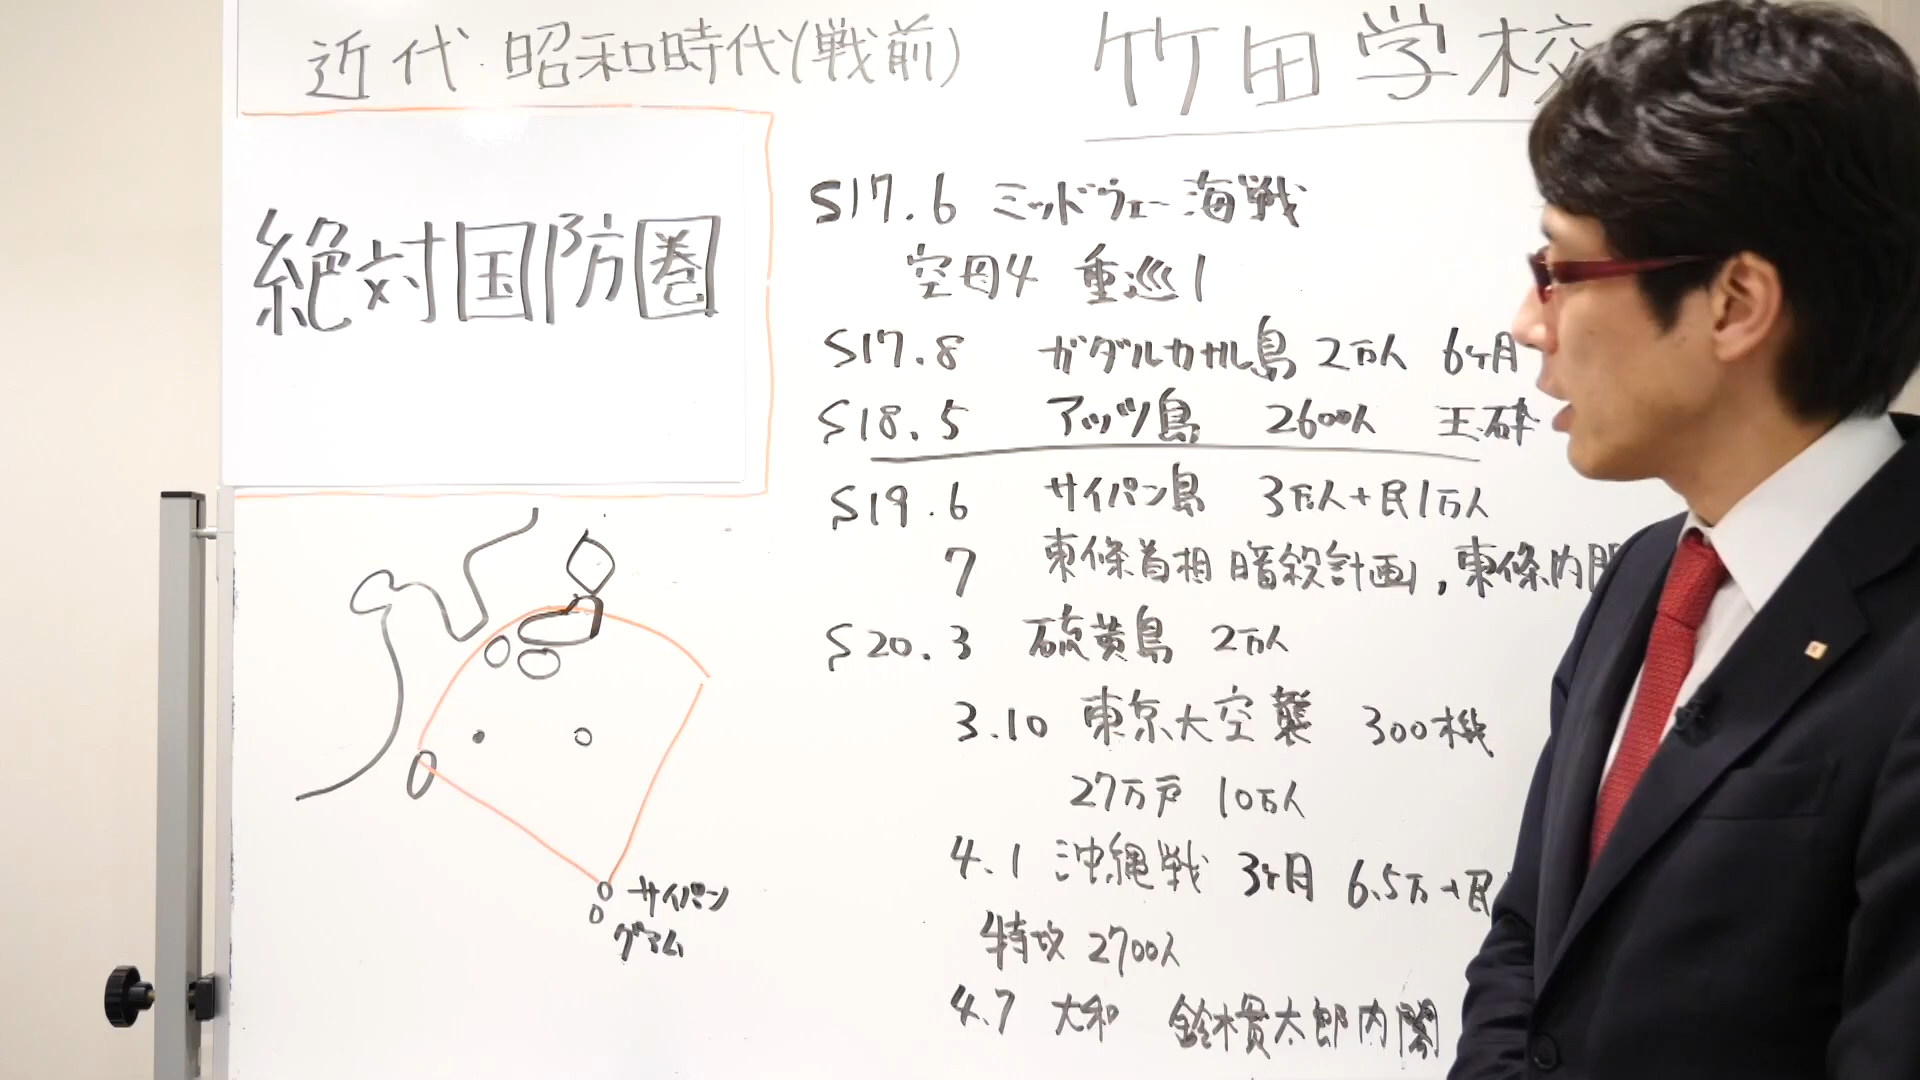 近代 昭和時代(戦前)
竹田学校
絶対国防圏
S17.6 ミッドウェー海戦
空母4 重巡1
S17.8 ガダルカナル島 2万人 6ヶ月
S18.5 アッツ島 2600人 玉砕
S19.6 サイパン島 3万人+民1万人
7 東條首相暗殺計画,東條内閣
S20.3 硫黄島 2万人
3.10 東京大空襲 300機
27万戸 10万人
4.1 沖縄戦 3ヶ月 6.5万+民
特攻 2700人
4.7 大和 鈴木貫太郎内閣
サイパン
グアム